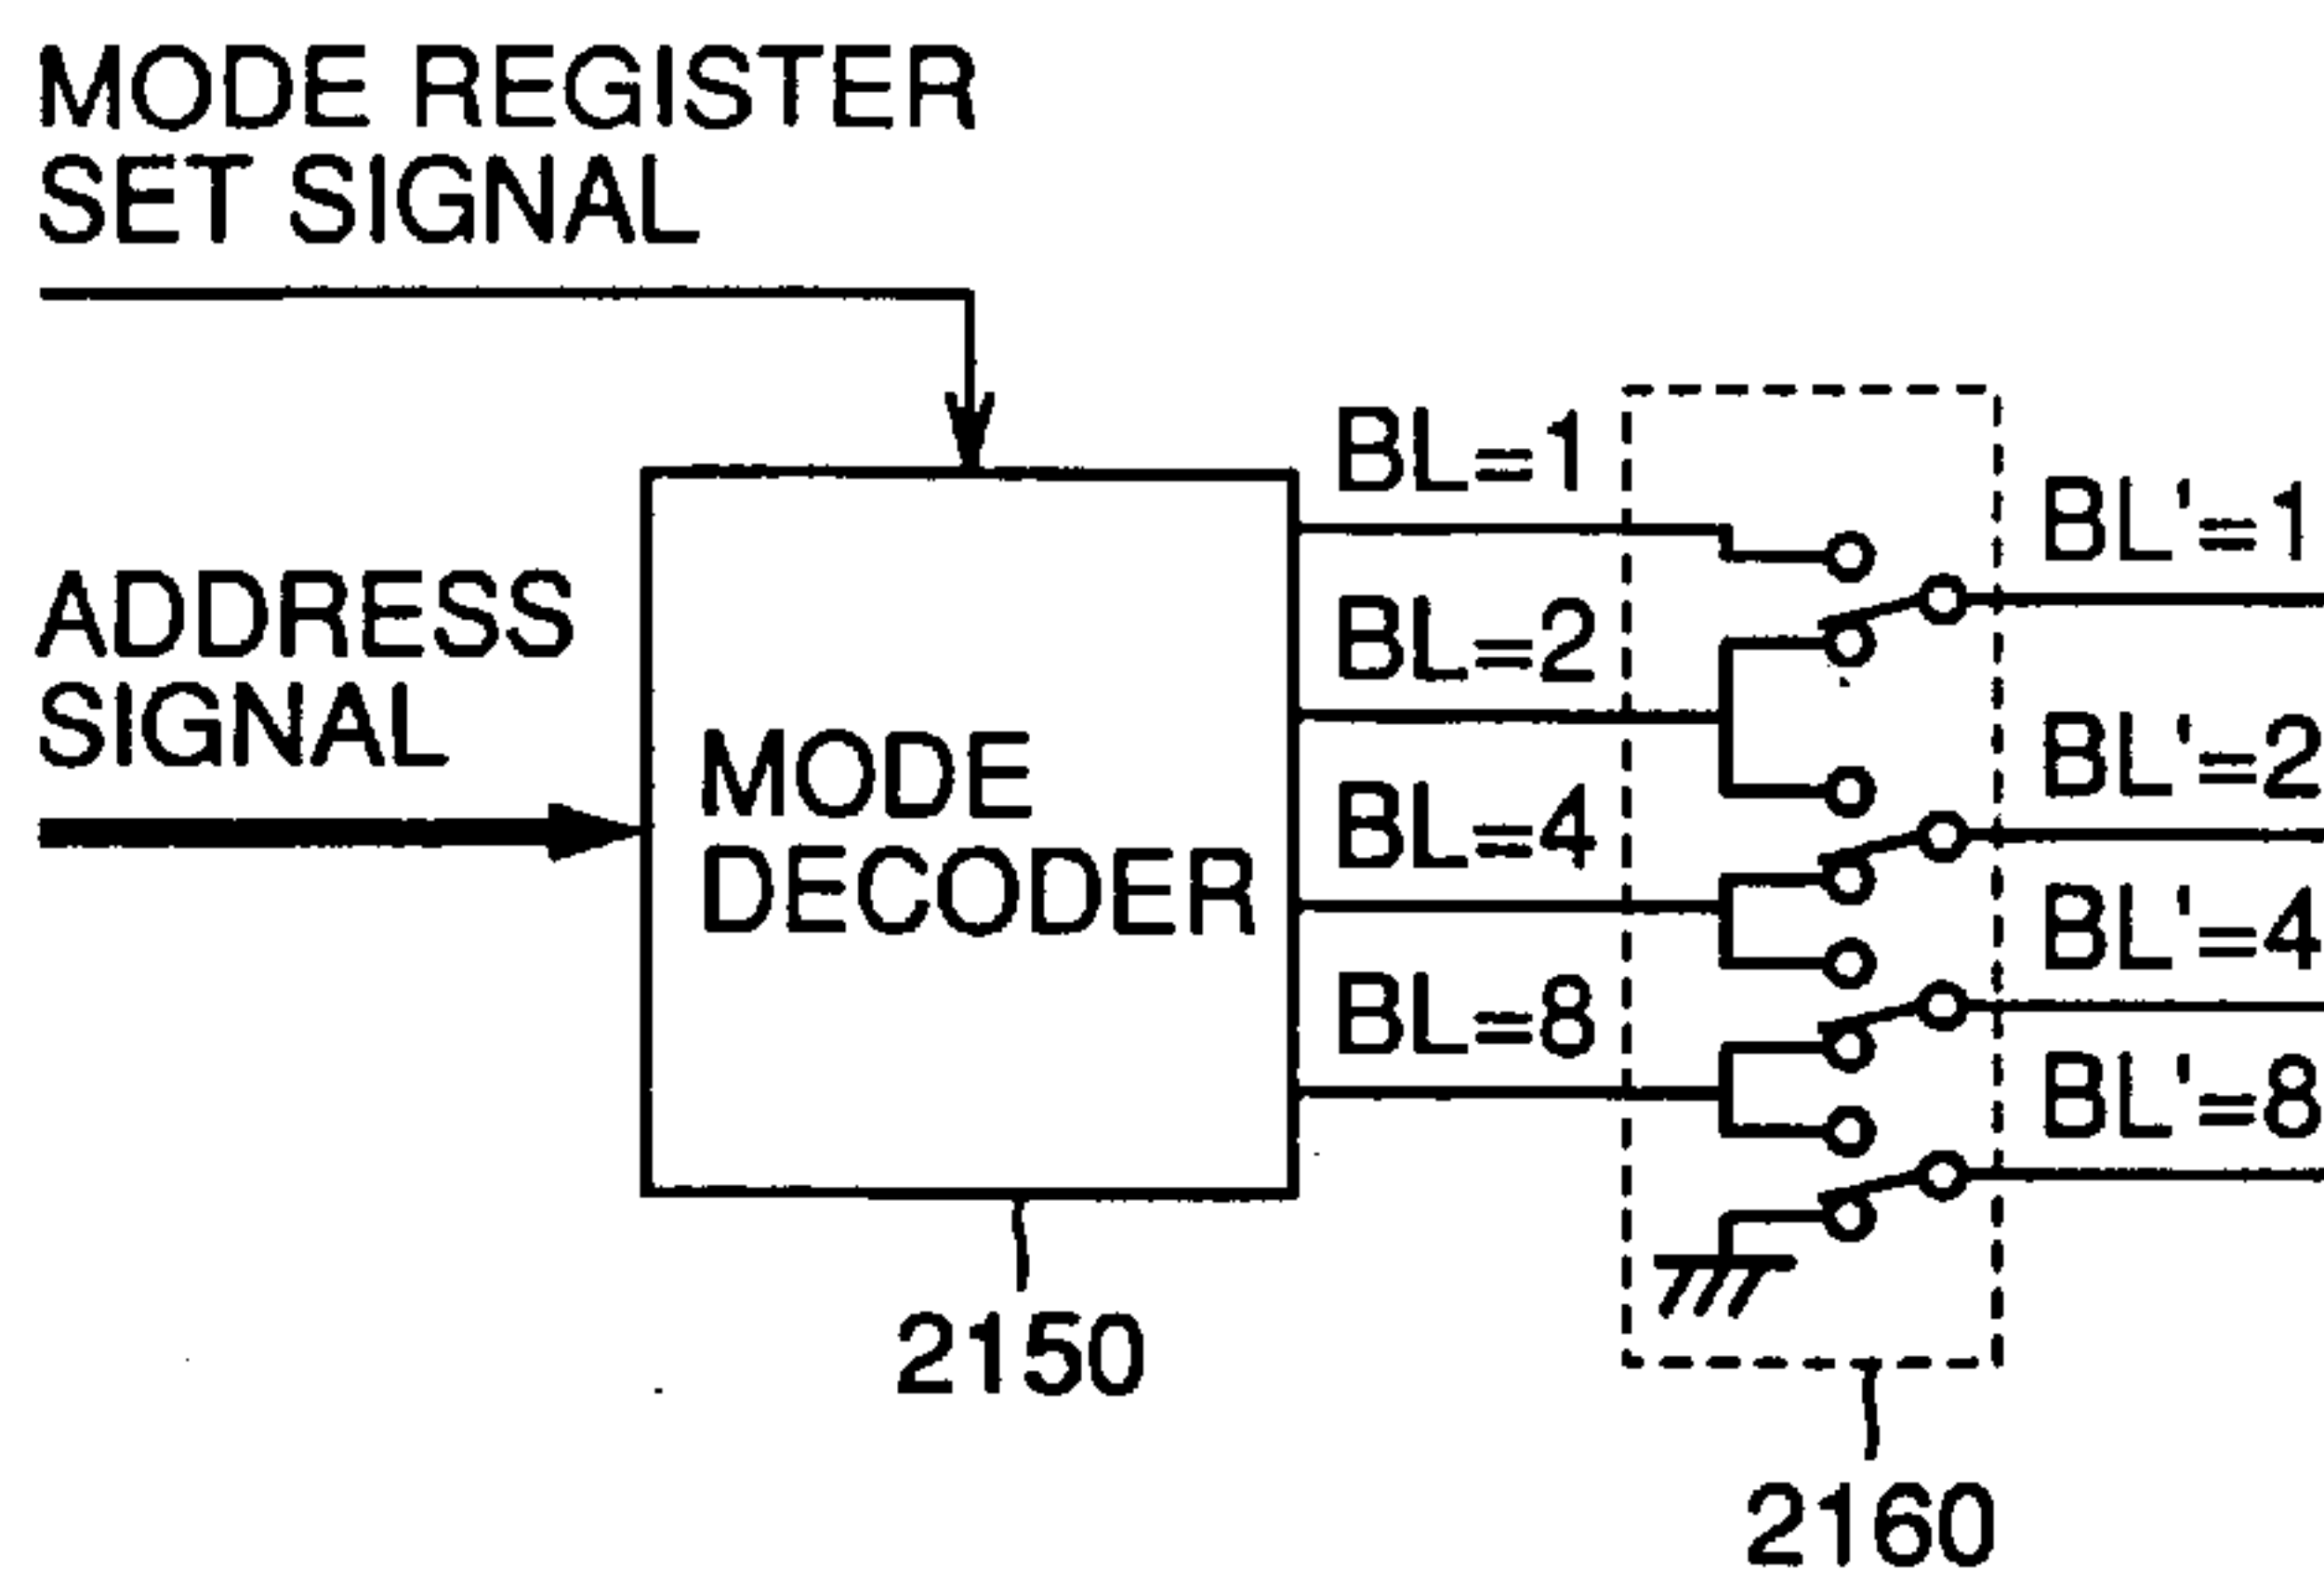 MODE REGISTER
SET SIGNAL
ADDRESS
SIGNAL
MODE
DECODER
BL=1
BL=2
BL=4
BL=8
BL'=1
BL'=2
BL'=4
BL'=8
2150
2160